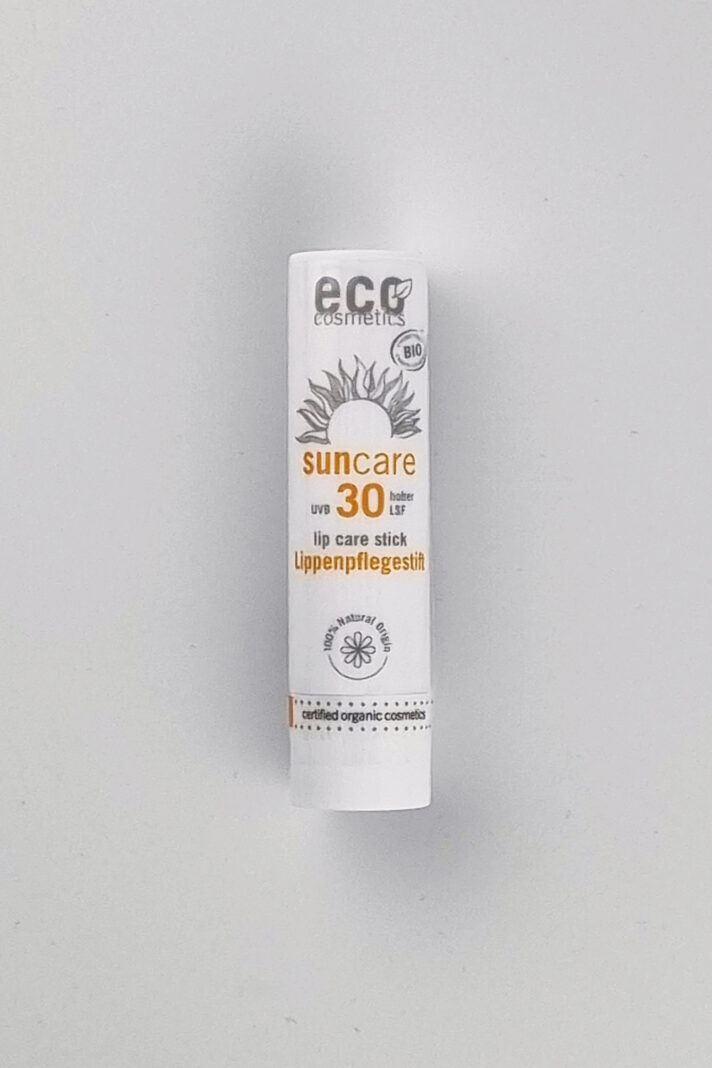 eco
cosmetics
BIO
suncare
UVB 30 hoher
LSF
lip care stick
Lippenpflegestift
100% Natural Origin
certified organic cosmetics